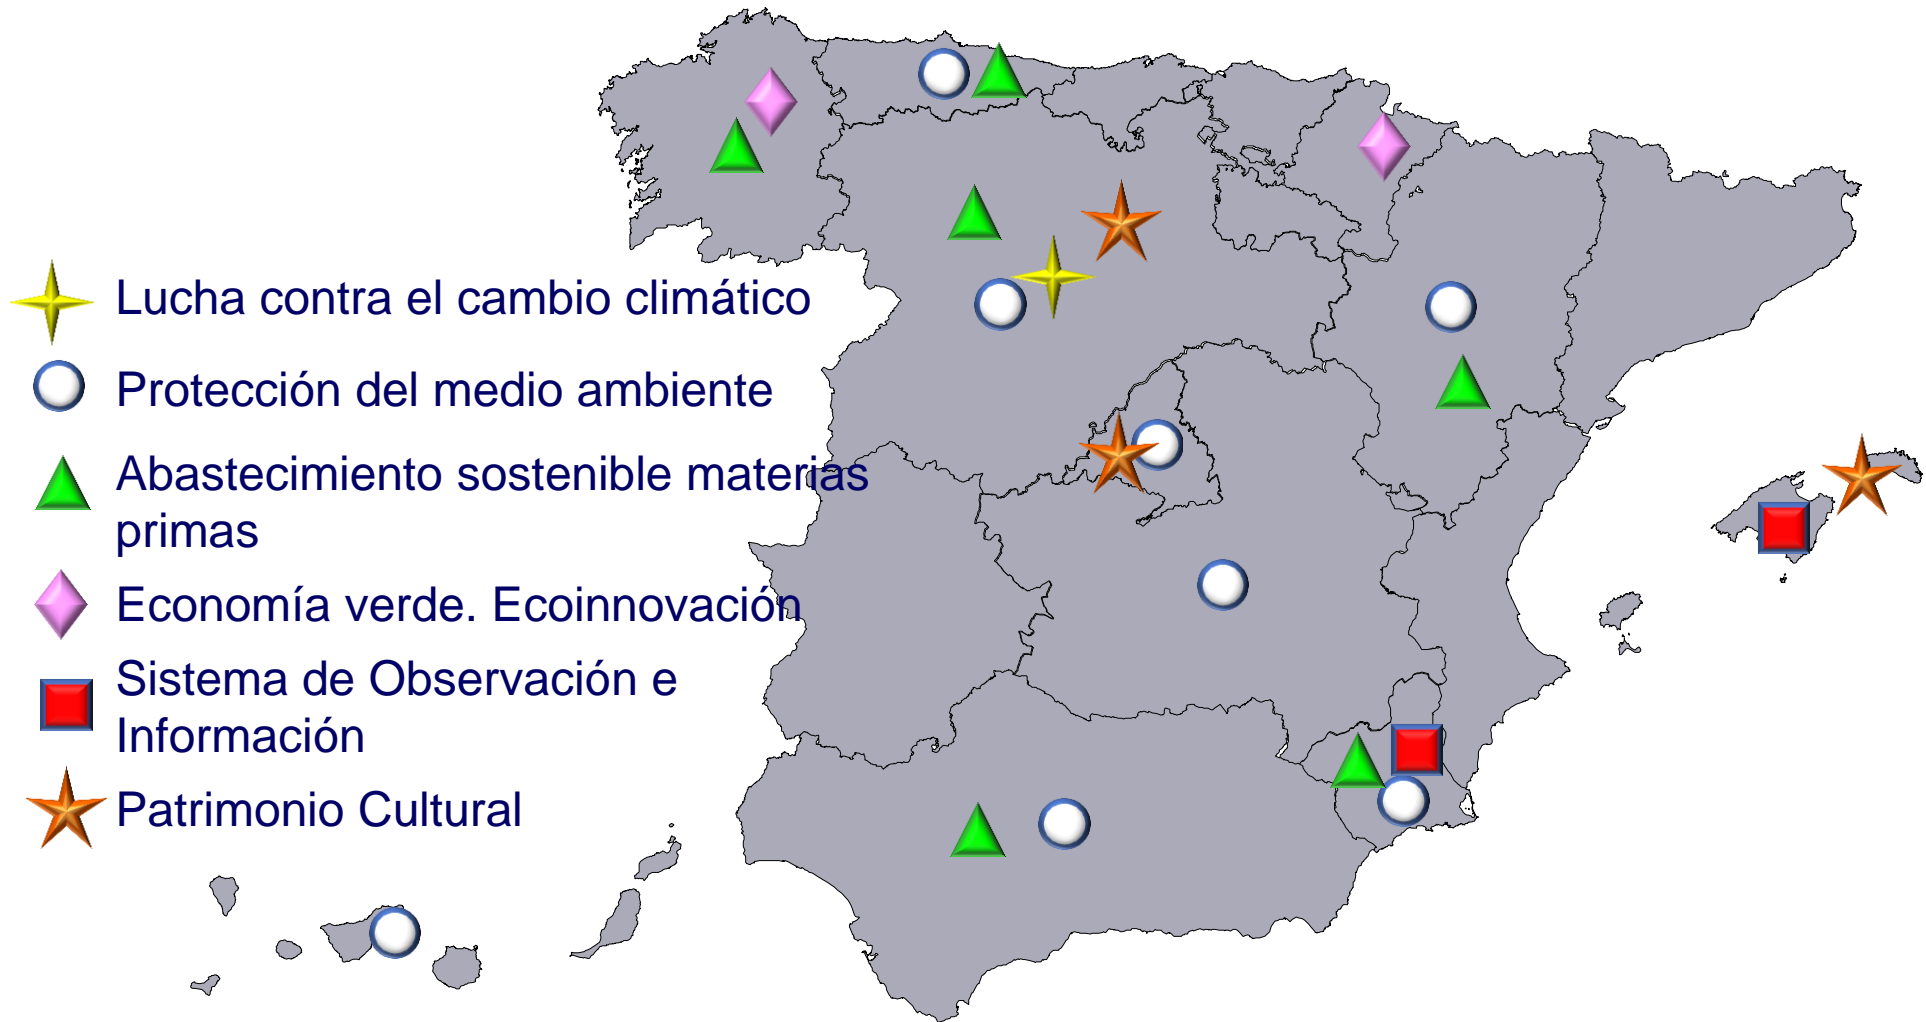 Lucha contra el cambio climático
Protección del medio ambiente
Abastecimiento sostenible materias
primas
Economía verde. Ecoinnovación
Sistema de Observación e
Información
Patrimonio Cultural